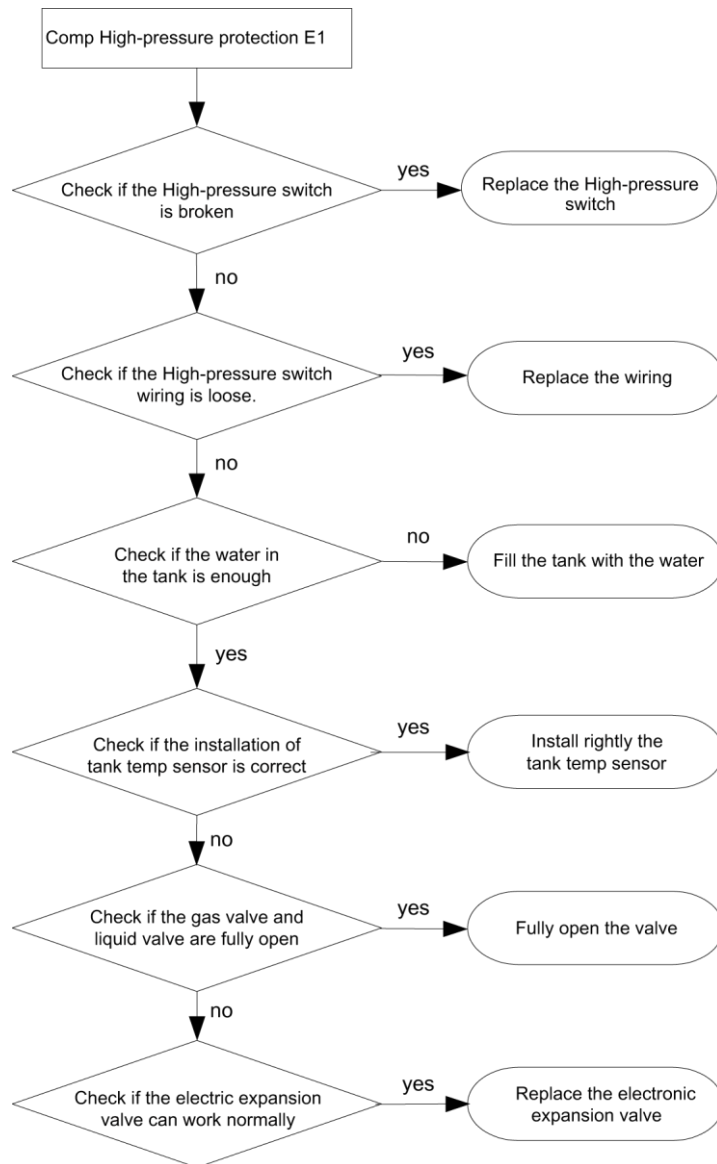 Comp High-pressure protection E1
Check if the High-pressure switch
is broken
yes
Replace the High-pressure
switch
no
Check if the High-pressure switch
wiring is loose.
yes
Replace the wiring
no
Check if the water in
the tank is enough
no
Fill the tank with the water
yes
Check if the installation of
tank temp sensor is correct
yes
Install rightly the
tank temp sensor
no
Check if the gas valve and
liquid valve are fully open
yes
Fully open the valve
no
Check if the electric expansion
valve can work normally
yes
Replace the electronic
expansion valve